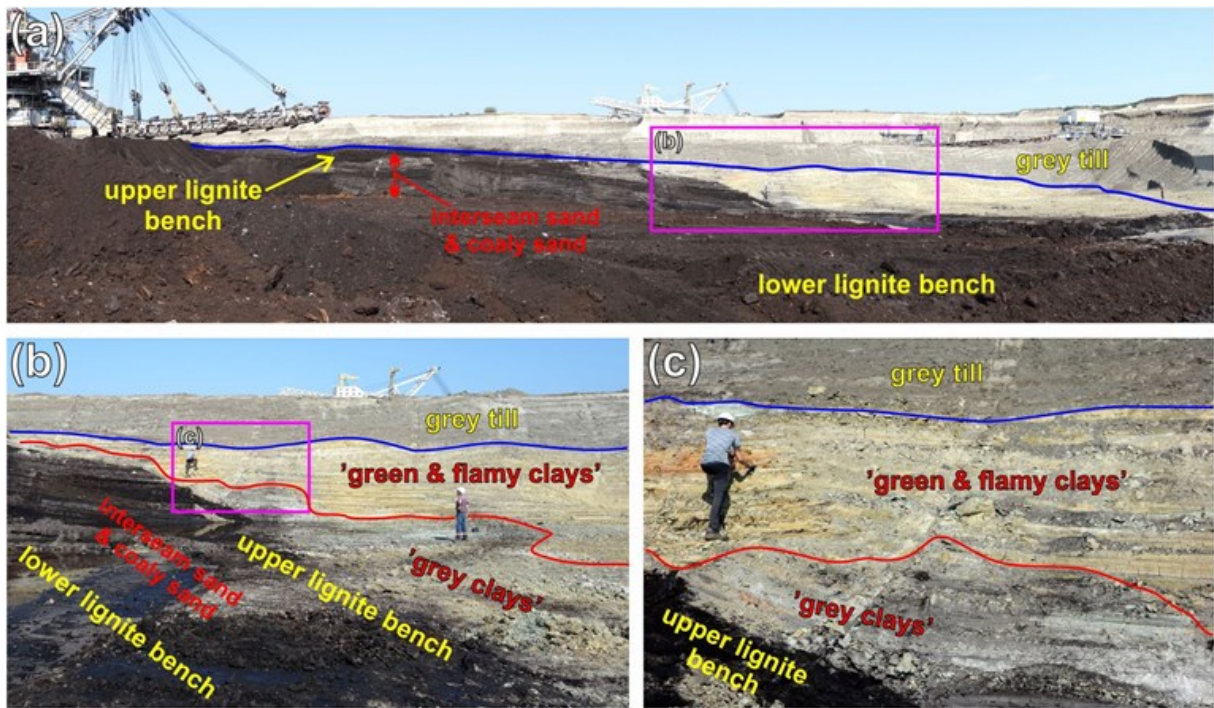 (a)
(b)
grey till
upper lignite
bench
interseam sand
& coaly sand
lower lignite bench
(b)
grey till
(c)
'green & flamy clays'
interseam sand
& coaly sand
upper lignite bench
'grey clays'
lower lignite bench
(c)
grey till
'green & flamy clays'
'grey clays'
upper lignite
bench